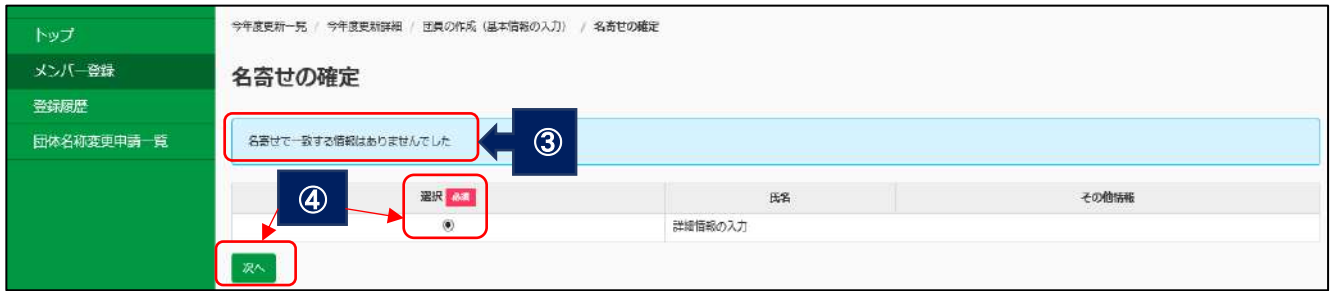 トップ
メンバー登録
登録履歴
団体名称変更申請一覧
今年度更新一覧 / 今年度更新詳細 / 団員の作成（基本情報の入力） / 名寄せの確定
名寄せの確定
名寄せで一致する情報はありませんでした
③
④
選択 必須 氏名 その他情報
詳細情報の入力
次へ